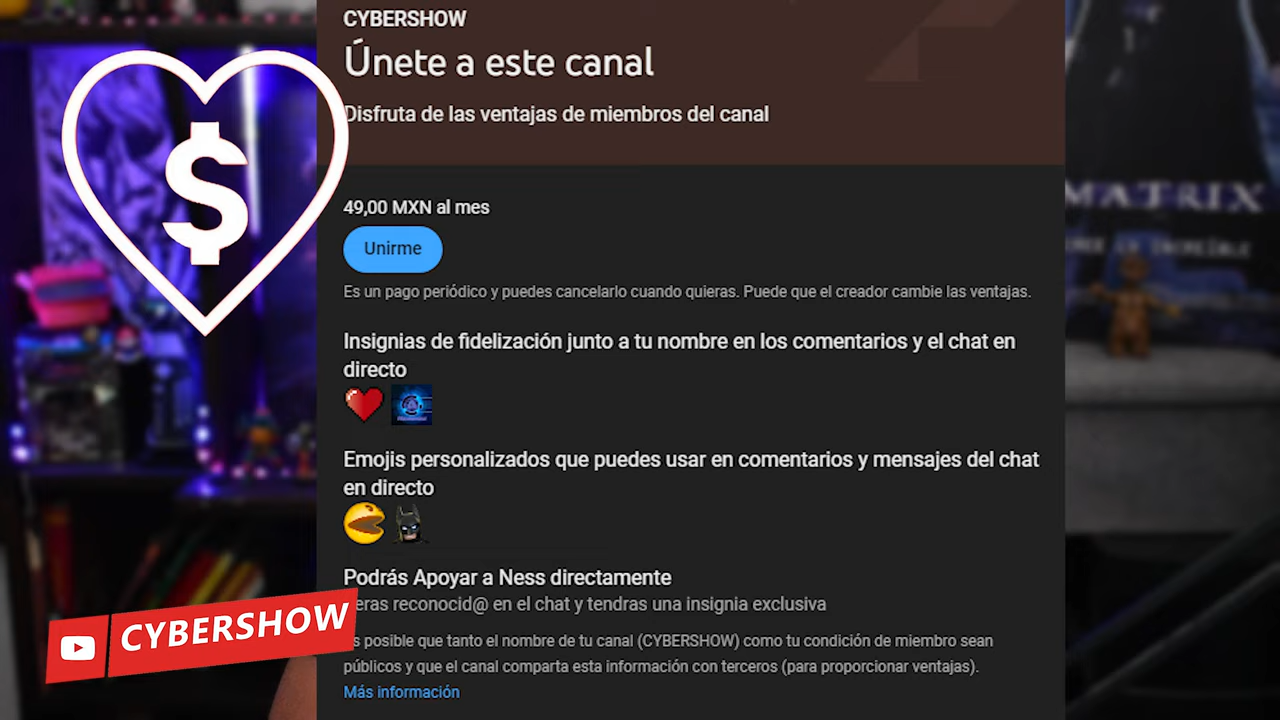 CYBERSHOW
Únete a este canal
Disfruta de las ventajas de miembros del canal
$
49,00 MXN al mes
Unirme
Es un pago periódico y puedes cancelarlo cuando quieras. Puede que el creador cambie las ventajas.
MATRIX
Insignias de fidelización junto a tu nombre en los comentarios y el chat en
directo
Emojis personalizados que puedes usar en comentarios y mensajes del chat
en directo
Podrás Apoyar a Ness directamente
eras reconocid@ en el chat y tendras una insignia exclusiva
CYBERSHOW
s posible que tanto el nombre de tu canal (CYBERSHOW) como tu condición de miembro sean
públicos y que el canal comparta esta información con terceros (para proporcionar ventajas).
Más información